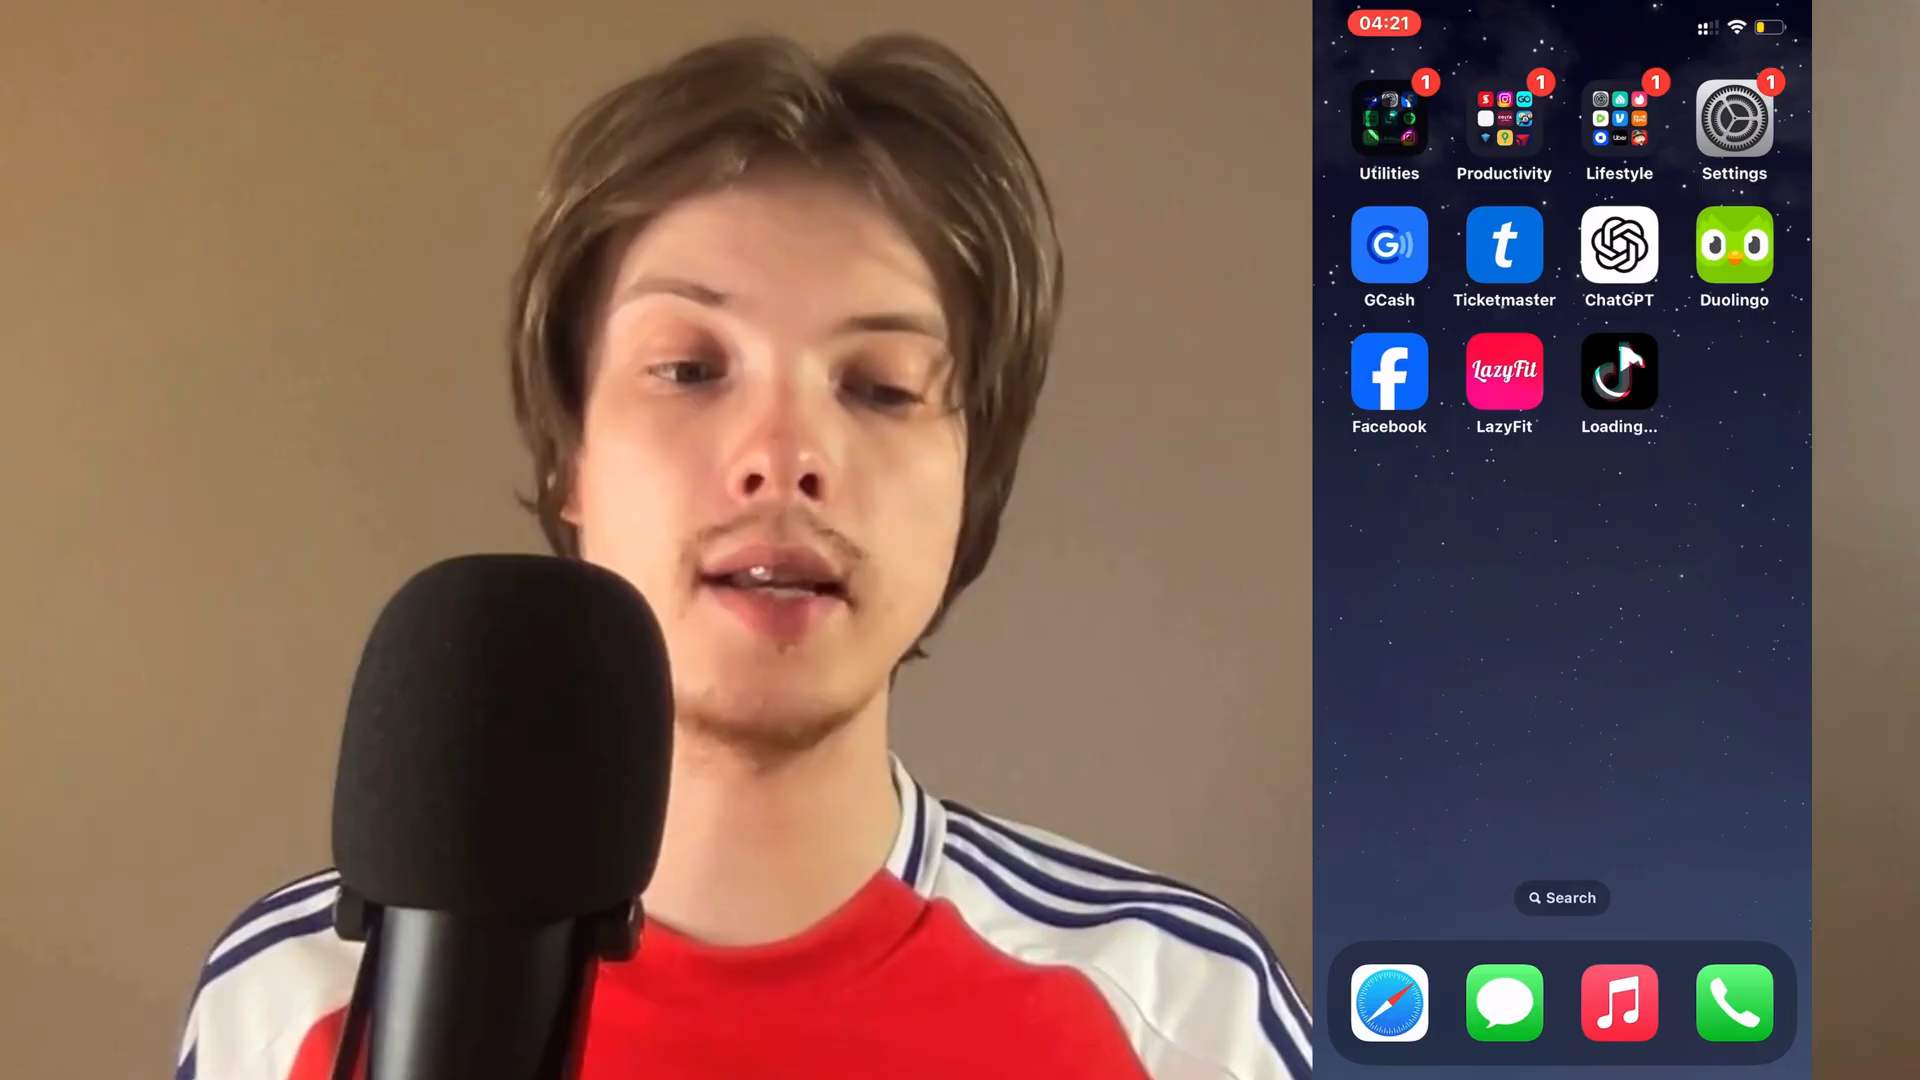 04:21
1
1
1
1
Utilities
Productivity
Lifestyle
Settings
G
t
GCash
Ticketmaster
ChatGPT
Duolingo
f
LazyFit
Facebook
LazyFit
Loading...
Search